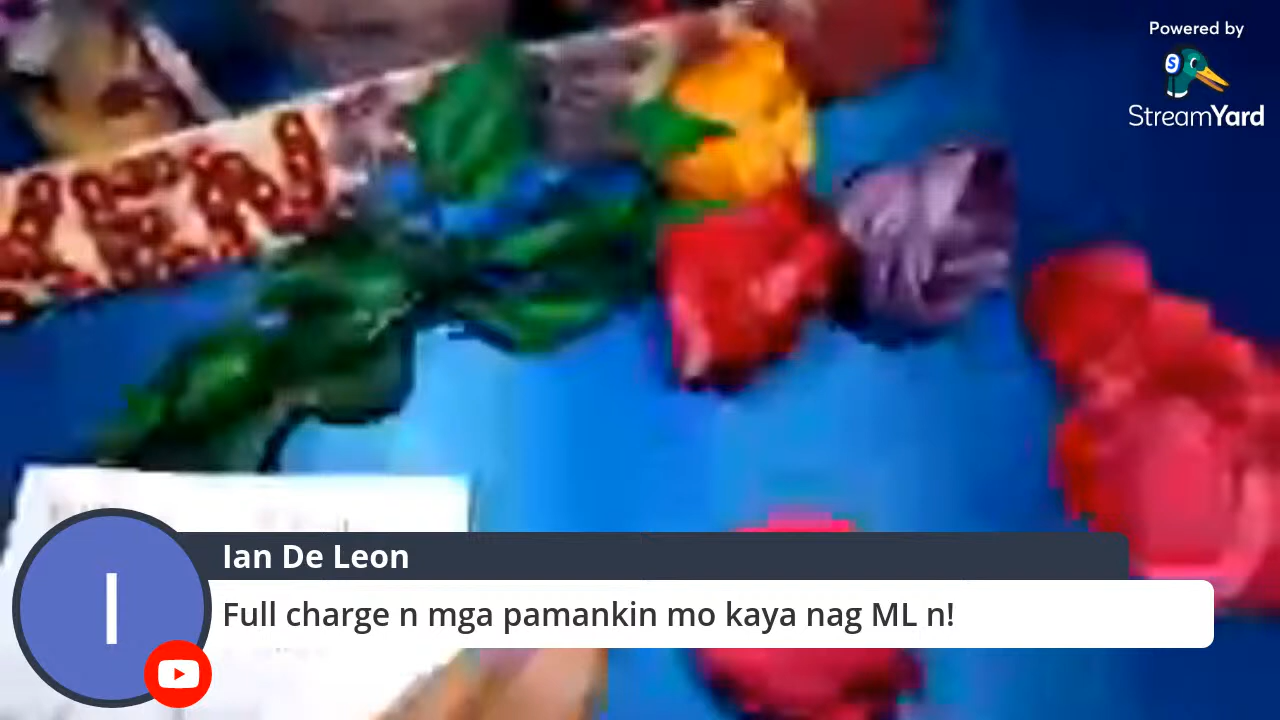 Powered by
StreamYard
Ian De Leon
Full charge n mga pamankin mo kaya nag ML n!